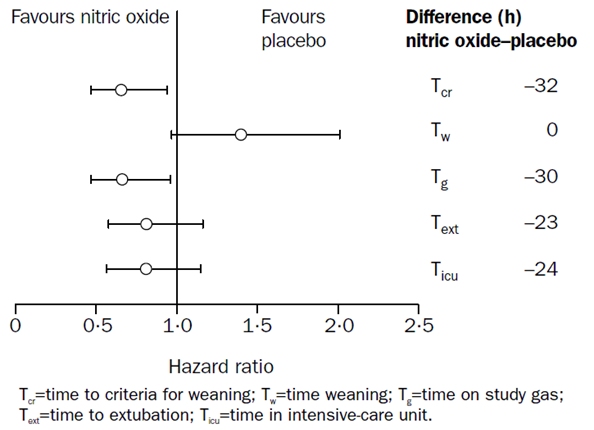 Favours nitric oxide
Favours placebo
Difference (h)
nitric oxide–placebo
Tcr –32
Tw 0
Tg –30
Text –23
Ticu –24
0 0·5 1·0 1·5 2·0 2·5
Hazard ratio
Tcr=time to criteria for weaning; Tw=time weaning; Tg=time on study gas;
Text=time to extubation; Ticu=time in intensive-care unit.